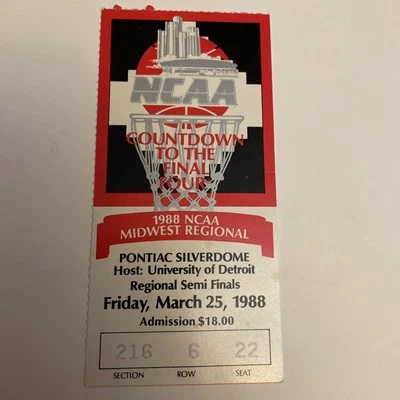 NCAA
COUNTDOWN
TO THE
FINAL
FOUR
1988 NCAA
MIDWEST REGIONAL
PONTIAC SILVERDOME
Host: University of Detroit
Regional Semi Finals
Friday, March 25, 1988
Admission $18.00
216 6 22
SECTION ROW SEAT